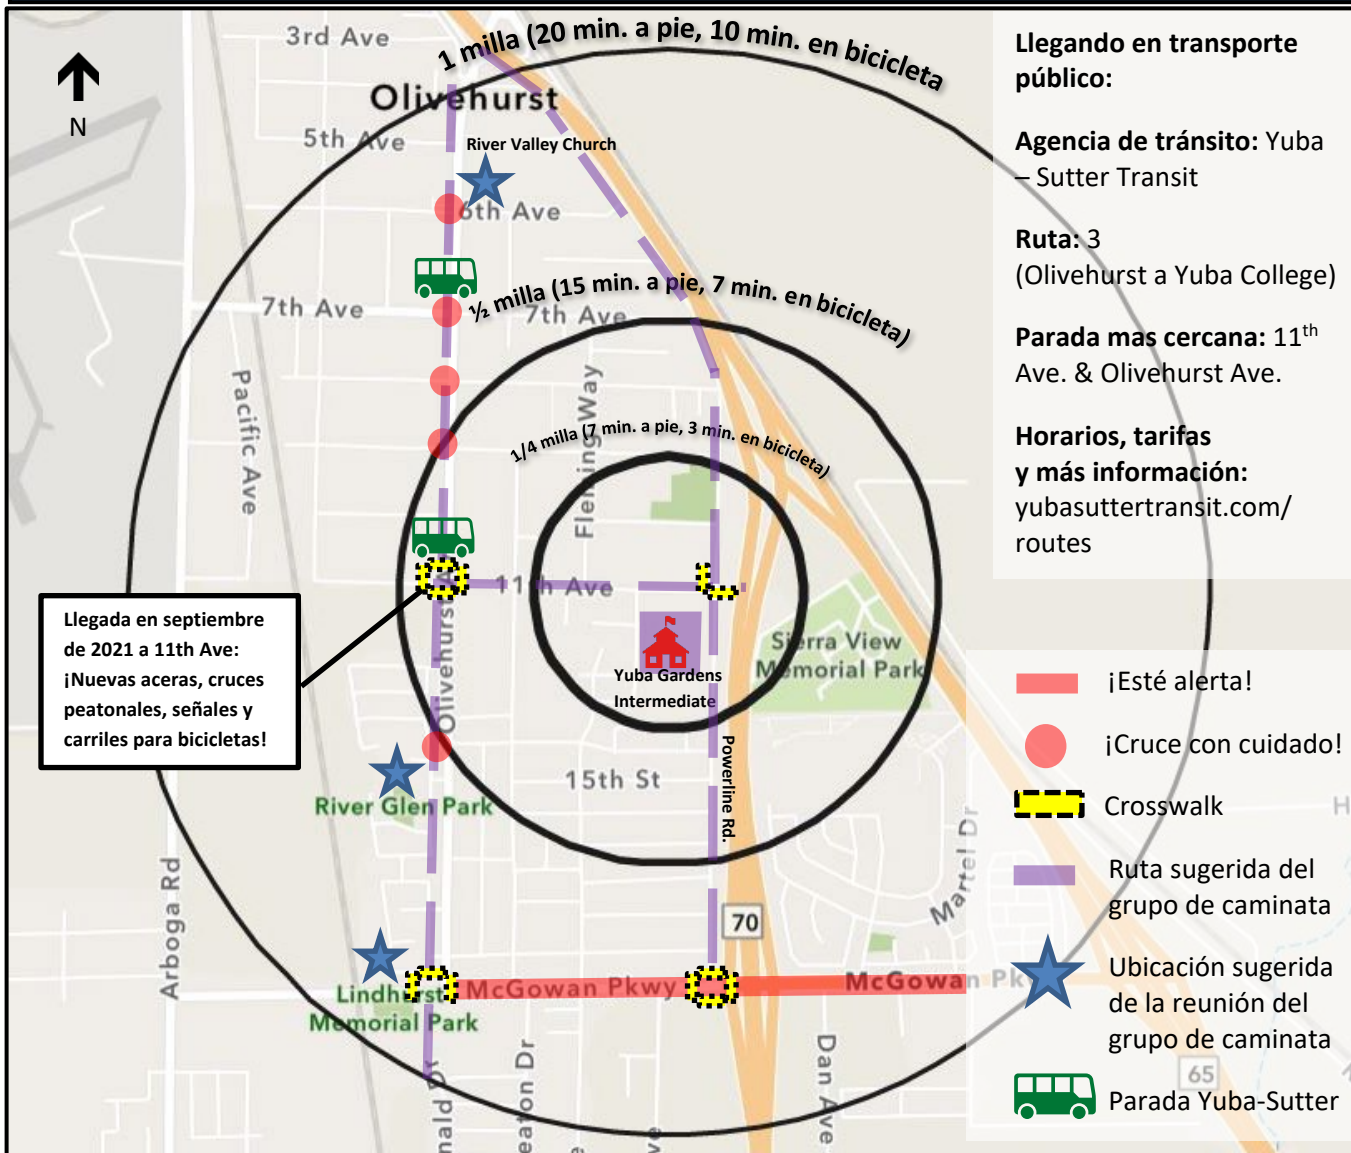 1 milla (20 min. a pie, 10 min. en bicicleta
3rd Ave
N
Olivehurst
5th Ave
River Valley Church
6th Ave
½ milla (15 min. a pie, 7 min. en bicicleta)
7th Ave
7th Ave
Pacific Ave
Fleming Way
1/4 milla (7 min. a pie, 3 min. en bicicleta)
11th Ave
Olivehurst A
Llegada en septiembre
de 2021 a 11th Ave:
¡Nuevas aceras, cruces
peatonales, señales y
carriles para bicicletas!
Yuba Gardens
Intermediate
Sierra View
Memorial Park
Powerline Rd.
15th St
River Glen Park
Arboga Rd
Martel Dr
70
Lindhurst
Memorial Park
McGowan Pkwy
McGowan Pk
nald Dr
eaton Dr
ve
Dan Ave
65
H
Llegando en transporte
público:
Agencia de tránsito: Yuba
– Sutter Transit
Ruta: 3
(Olivehurst a Yuba College)
Parada mas cercana: 11th
Ave. & Olivehurst Ave.
Horarios, tarifas
y más información:
yubasuttertransit.com/
routes
¡Esté alerta!
¡Cruce con cuidado!
Crosswalk
Ruta sugerida del
grupo de caminata
Ubicación sugerida
de la reunión del
grupo de caminata
Parada Yuba-Sutter